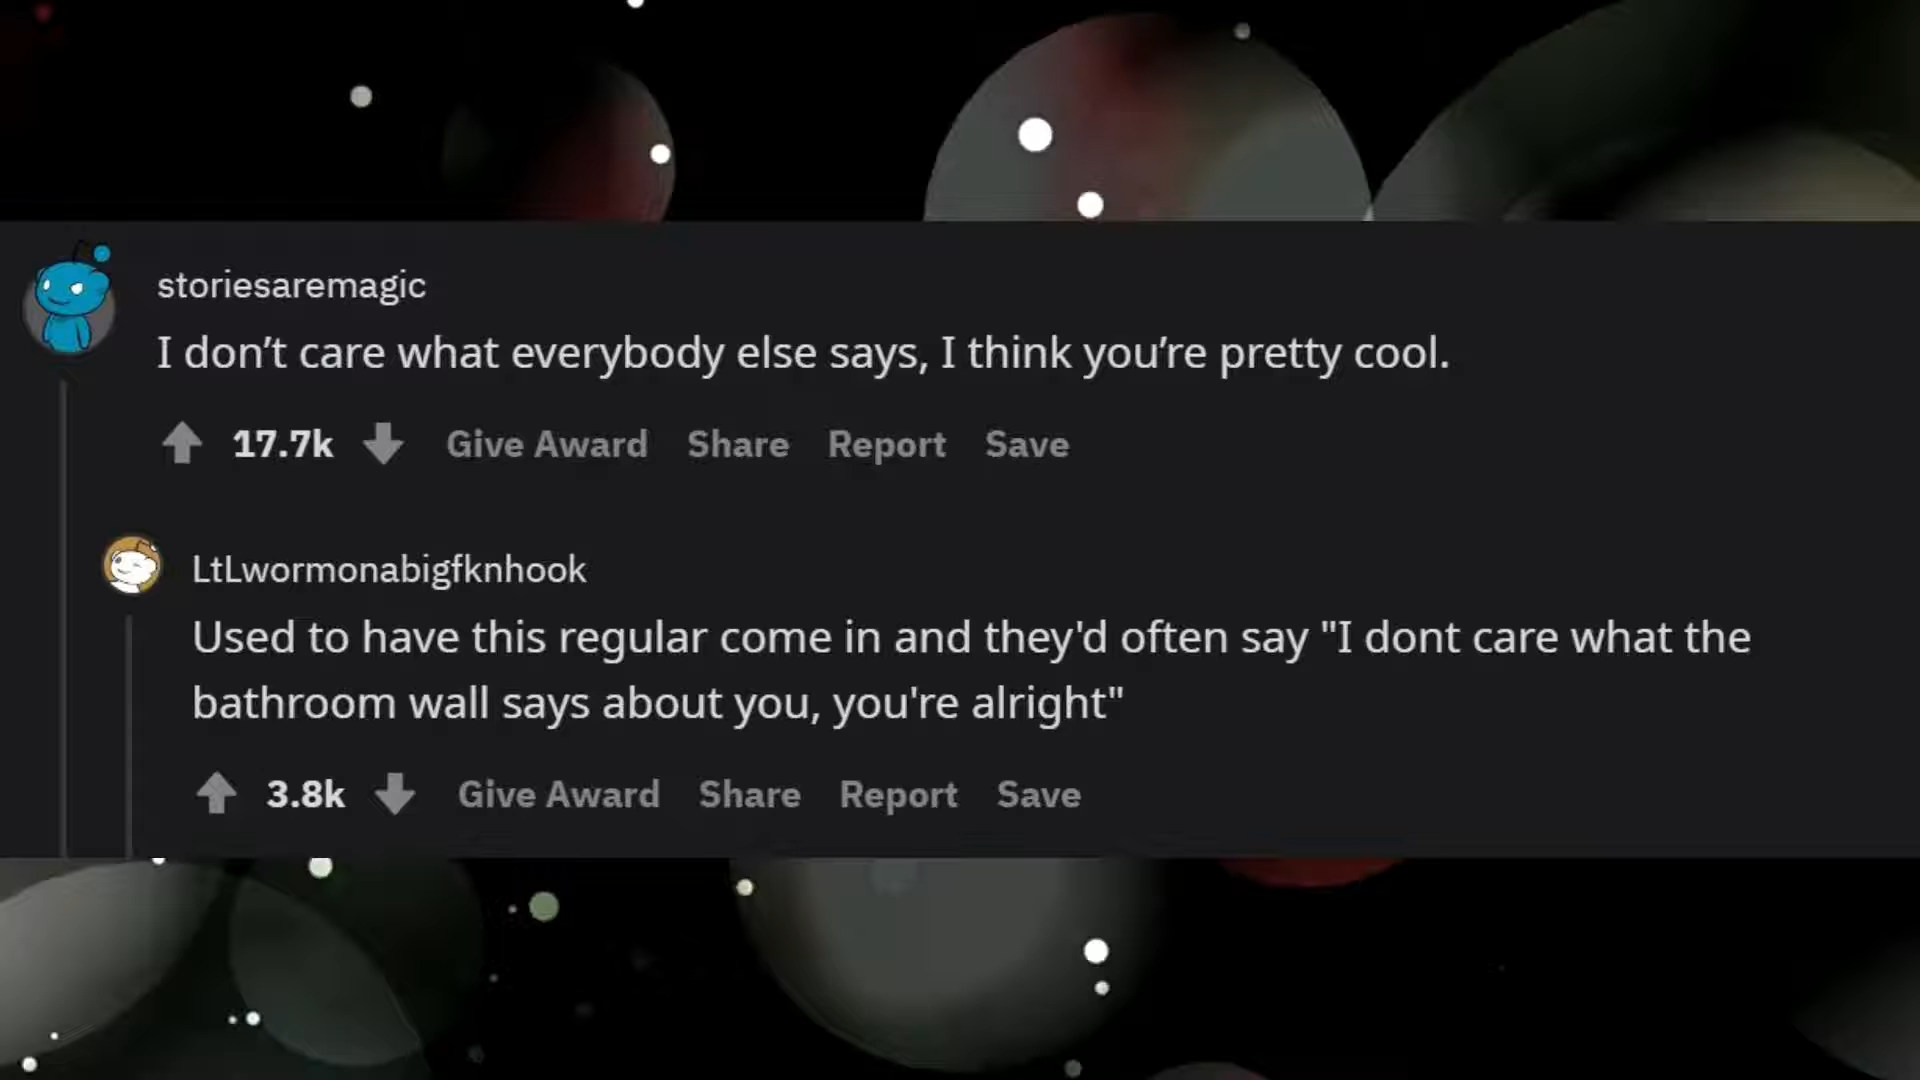 storiesaremagic
I don’t care what everybody else says, I think you’re pretty cool.
17.7k Give Award Share Report Save
LtLwormonabigfknhook
Used to have this regular come in and they'd often say "I dont care what the
bathroom wall says about you, you're alright"
3.8k Give Award Share Report Save